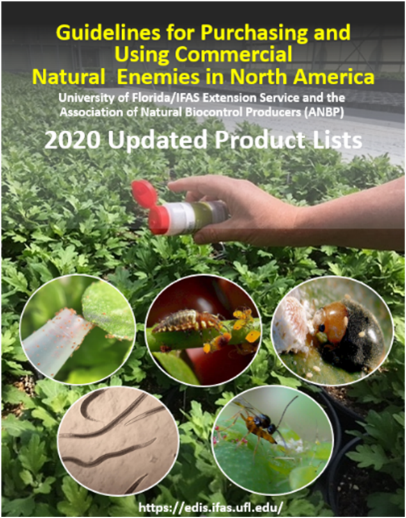 Guidelines for Purchasing and
Using Commercial
Natural Enemies in North America
University of Florida/IFAS Extension Service and the
Association of Natural Biocontrol Producers (ANBP)
2020 Updated Product Lists
https://edis.ifas.ufl.edu/